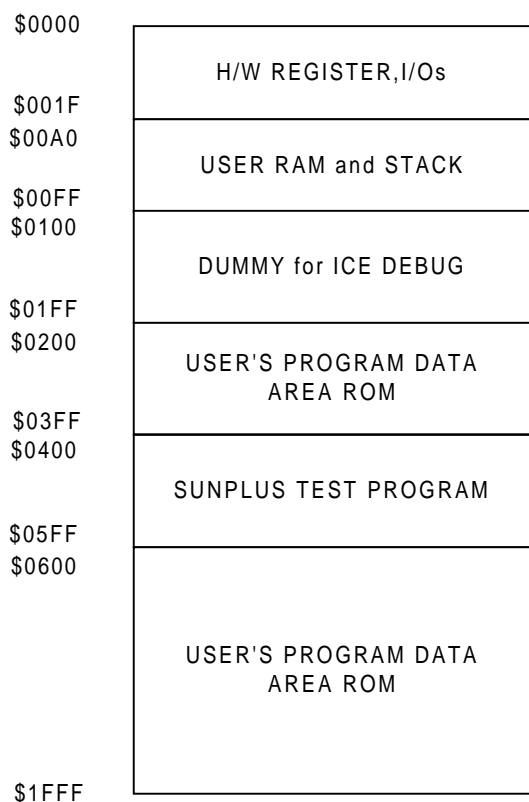 $0000
H/W REGISTER,I/Os
$001F
$00A0
USER RAM and STACK
$00FF
$0100
DUMMY for ICE DEBUG
$01FF
$0200
USER'S PROGRAM DATA
AREA ROM
$03FF
$0400
SUNPLUS TEST PROGRAM
$05FF
$0600
USER'S PROGRAM DATA
AREA ROM
$1FFF